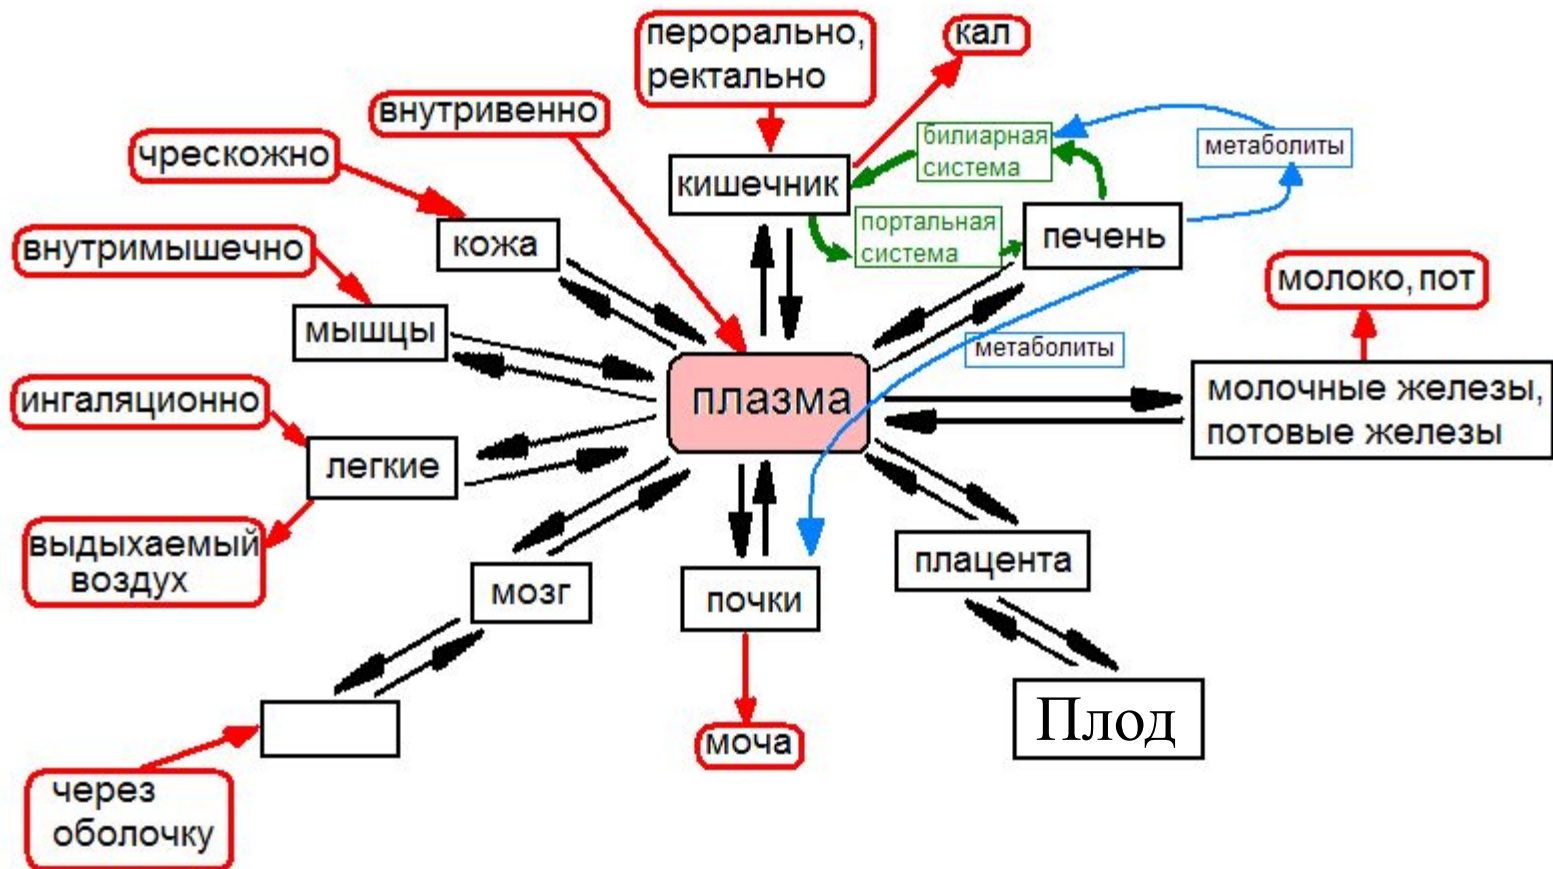 перорально,
ректально
кал
внутривенно
билиарная
система
метаболиты
чрескожно
кишечник
портальная
система
печень
кожа
внутримышечно
молоко, пот
мышцы
метаболиты
плазма
молочные железы,
потовые железы
ингаляционно
легкие
выдыхаемый
воздух
мозг
почки
плацента
Плод
моча
через
оболочку